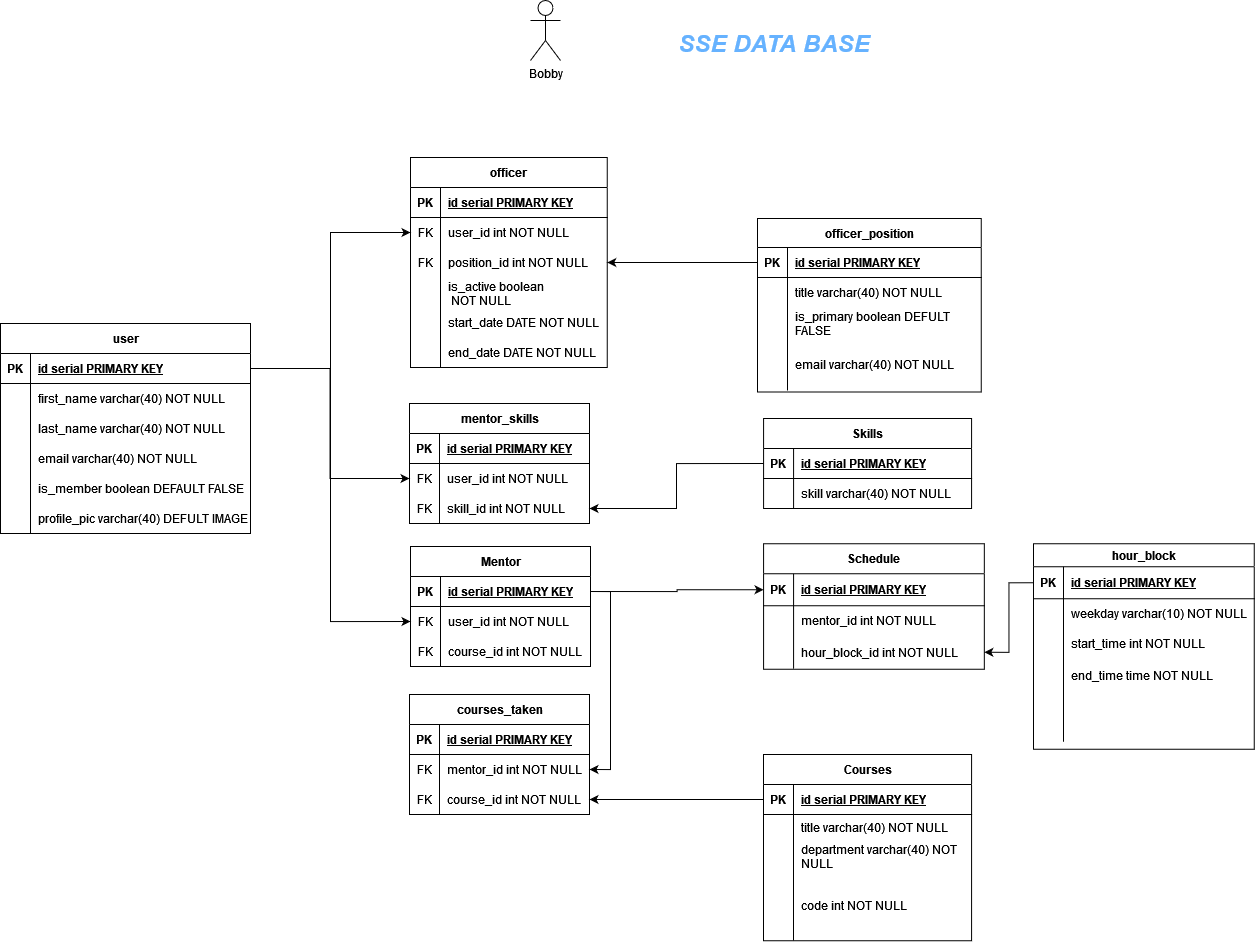 Bobby
SSE DATA BASE
officer
PK id serial PRIMARY KEY
FK user_id int NOT NULL
FK position_id int NOT NULL
is_active boolean
NOT NULL
start_date DATE NOT NULL
end_date DATE NOT NULL
officer_position
PK id serial PRIMARY KEY
title varchar(40) NOT NULL
is_primary boolean DEFULT
FALSE
email varchar(40) NOT NULL
user
PK id serial PRIMARY KEY
first_name varchar(40) NOT NULL
last_name varchar(40) NOT NULL
email varchar(40) NOT NULL
is_member boolean DEFAULT FALSE
profile_pic varchar(40) DEFULT IMAGE
mentor_skills
PK id serial PRIMARY KEY
FK user_id int NOT NULL
FK skill_id int NOT NULL
Skills
PK id serial PRIMARY KEY
skill varchar(40) NOT NULL
Mentor
PK id serial PRIMARY KEY
FK user_id int NOT NULL
FK course_id int NOT NULL
Schedule
PK id serial PRIMARY KEY
mentor_id int NOT NULL
hour_block_id int NOT NULL
hour_block
PK id serial PRIMARY KEY
weekday varchar(10) NOT NULL
start_time int NOT NULL
end_time time NOT NULL
courses_taken
PK id serial PRIMARY KEY
FK mentor_id int NOT NULL
FK course_id int NOT NULL
Courses
PK id serial PRIMARY KEY
title varchar(40) NOT NULL
department varchar(40) NOT
NULL
code int NOT NULL